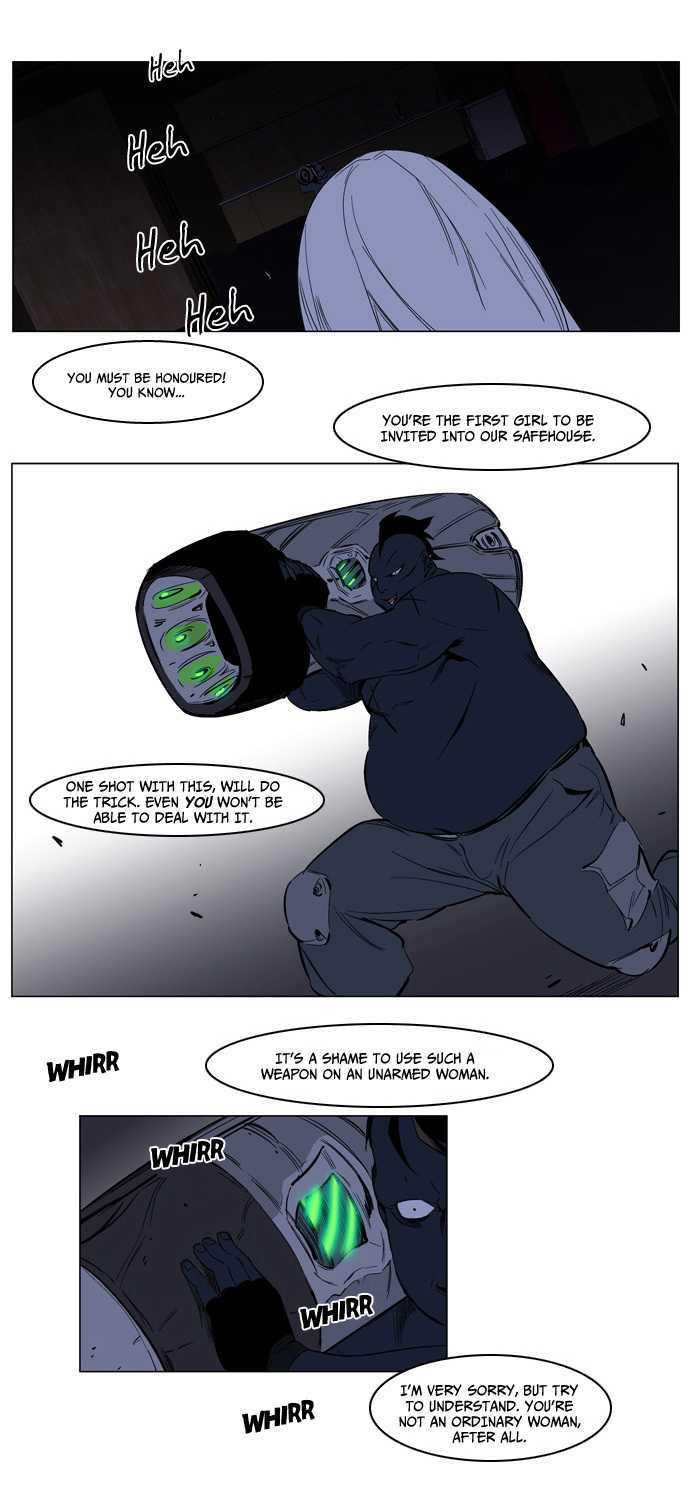 Heh
Heh
Heh
Heh
YOU MUST BE HONOURED!
YOU KNOW...
YOU'RE THE FIRST GIRL TO BE
INVITED INTO OUR SAFEHOUSE.
ONE SHOT WITH THIS, WILL DO
THE TRICK. EVEN YOU WON'T BE
ABLE TO DEAL WITH IT.
WHIRR
IT'S A SHAME TO USE SUCH A
WEAPON ON AN UNARMED WOMAN.
WHIRR
WHIRR
WHIRR
I'M VERY SORRY, BUT TRY
TO UNDERSTAND. YOU'RE
NOT AN ORDINARY WOMAN,
AFTER ALL.